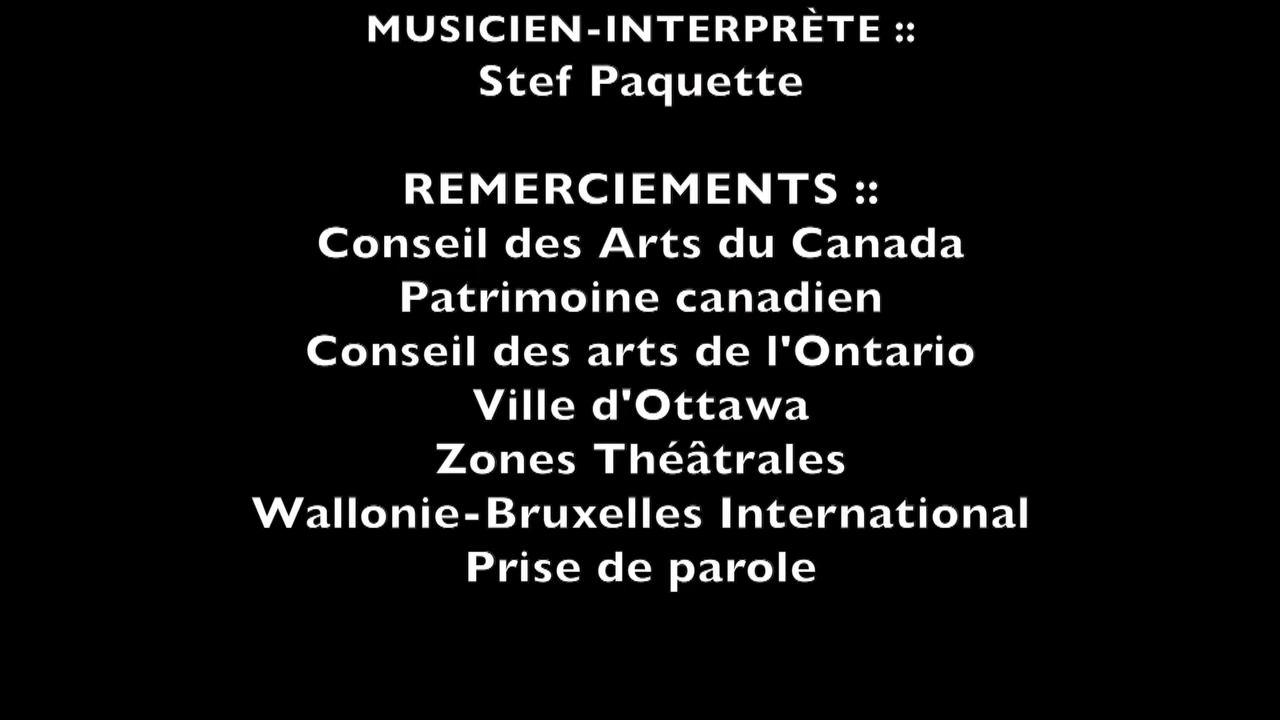 MUSICIEN-INTERPRÈTE ::
Stef Paquette
REMERCIEMENTS ::
Conseil des Arts du Canada
Patrimoine canadien
Conseil des arts de l'Ontario
Ville d'Ottawa
Zones Théâtrales
Wallonie-Bruxelles International
Prise de parole